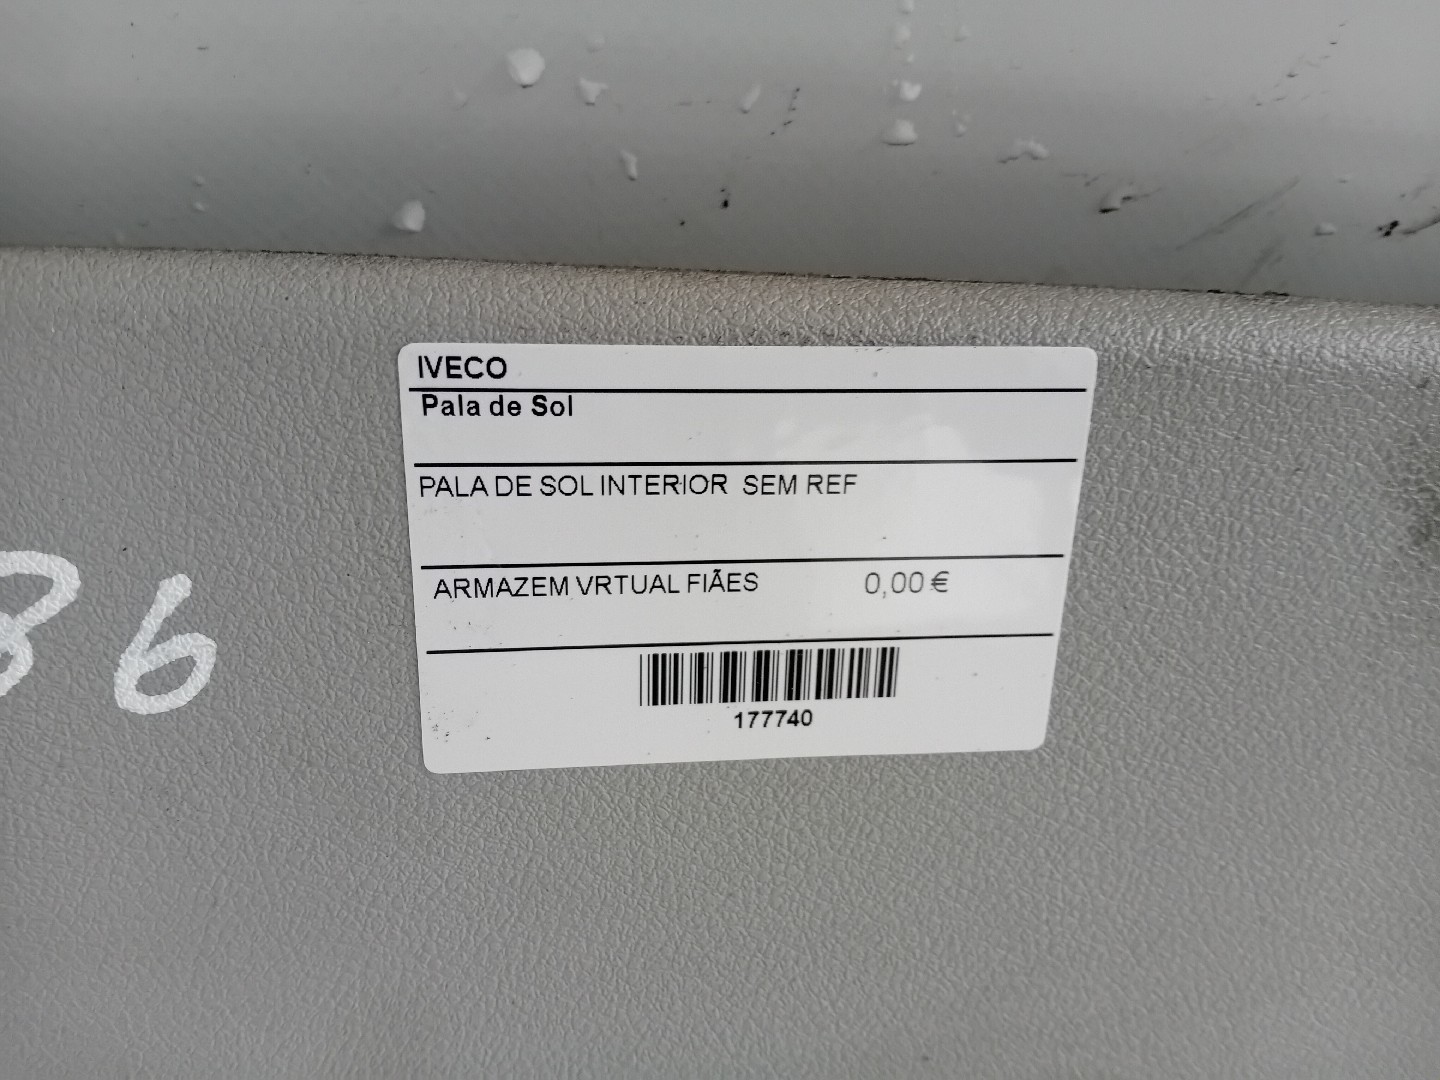 IVECO
Pala de Sol
PALA DE SOL INTERIOR SEM REF
ARMAZEM VRTUAL FIÃES 0,00 €
177740
86